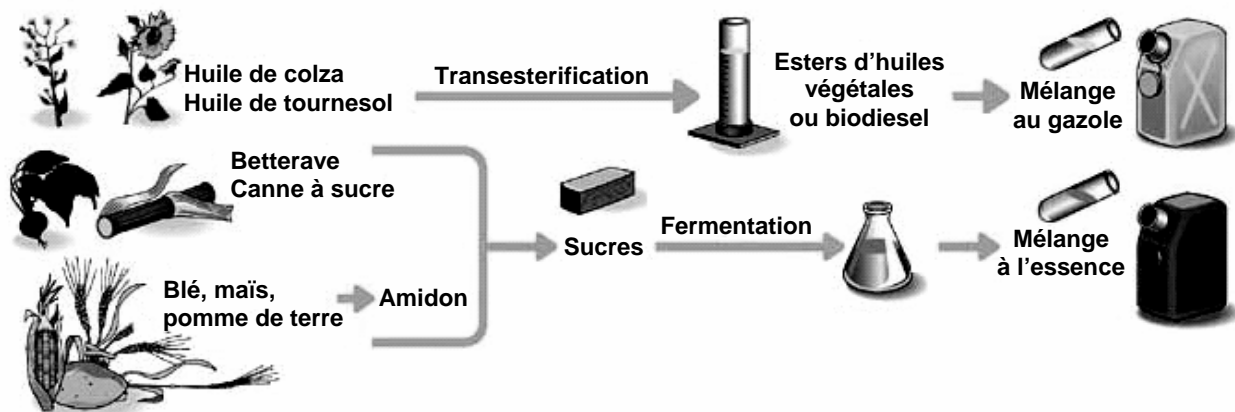 Huile de colza
Huile de tournesol
Transesterification
Esters d'huiles
végétales
ou biodiesel
Mélange
au gazole
Betterave
Canne à sucre
Blé, maïs,
pomme de terre
Amidon
Sucres
Fermentation
Mélange
à l'essence